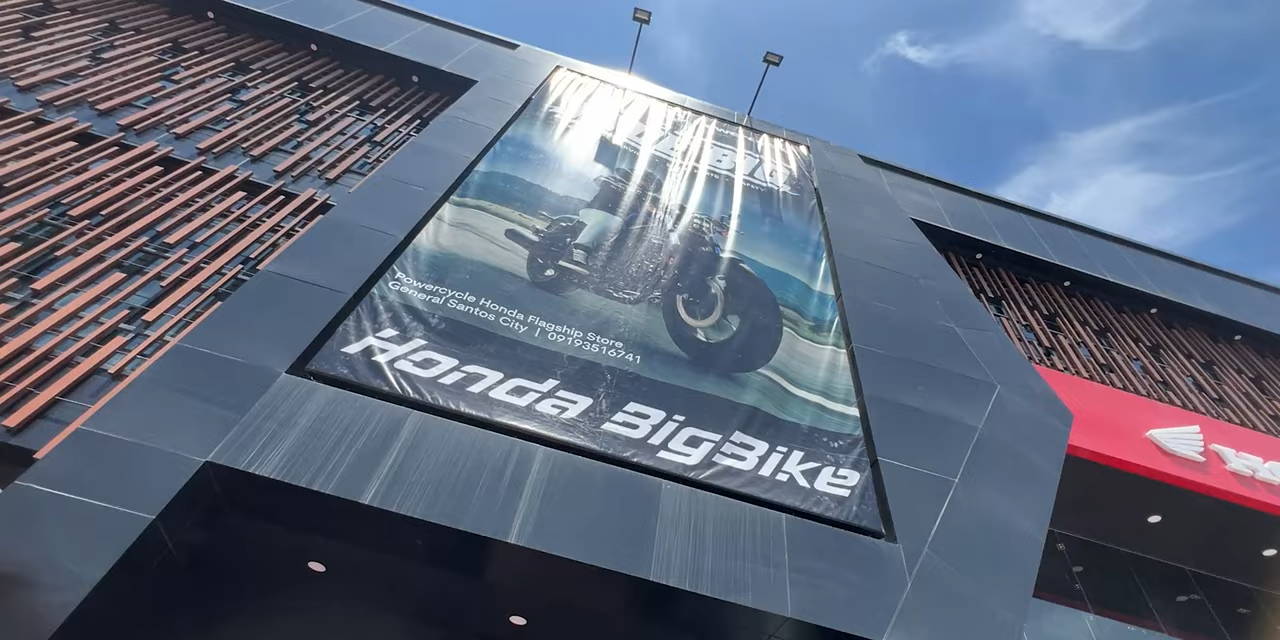 Powercycle Honda Flagship Store
General Santos City | 09193516741
Honda BigBike